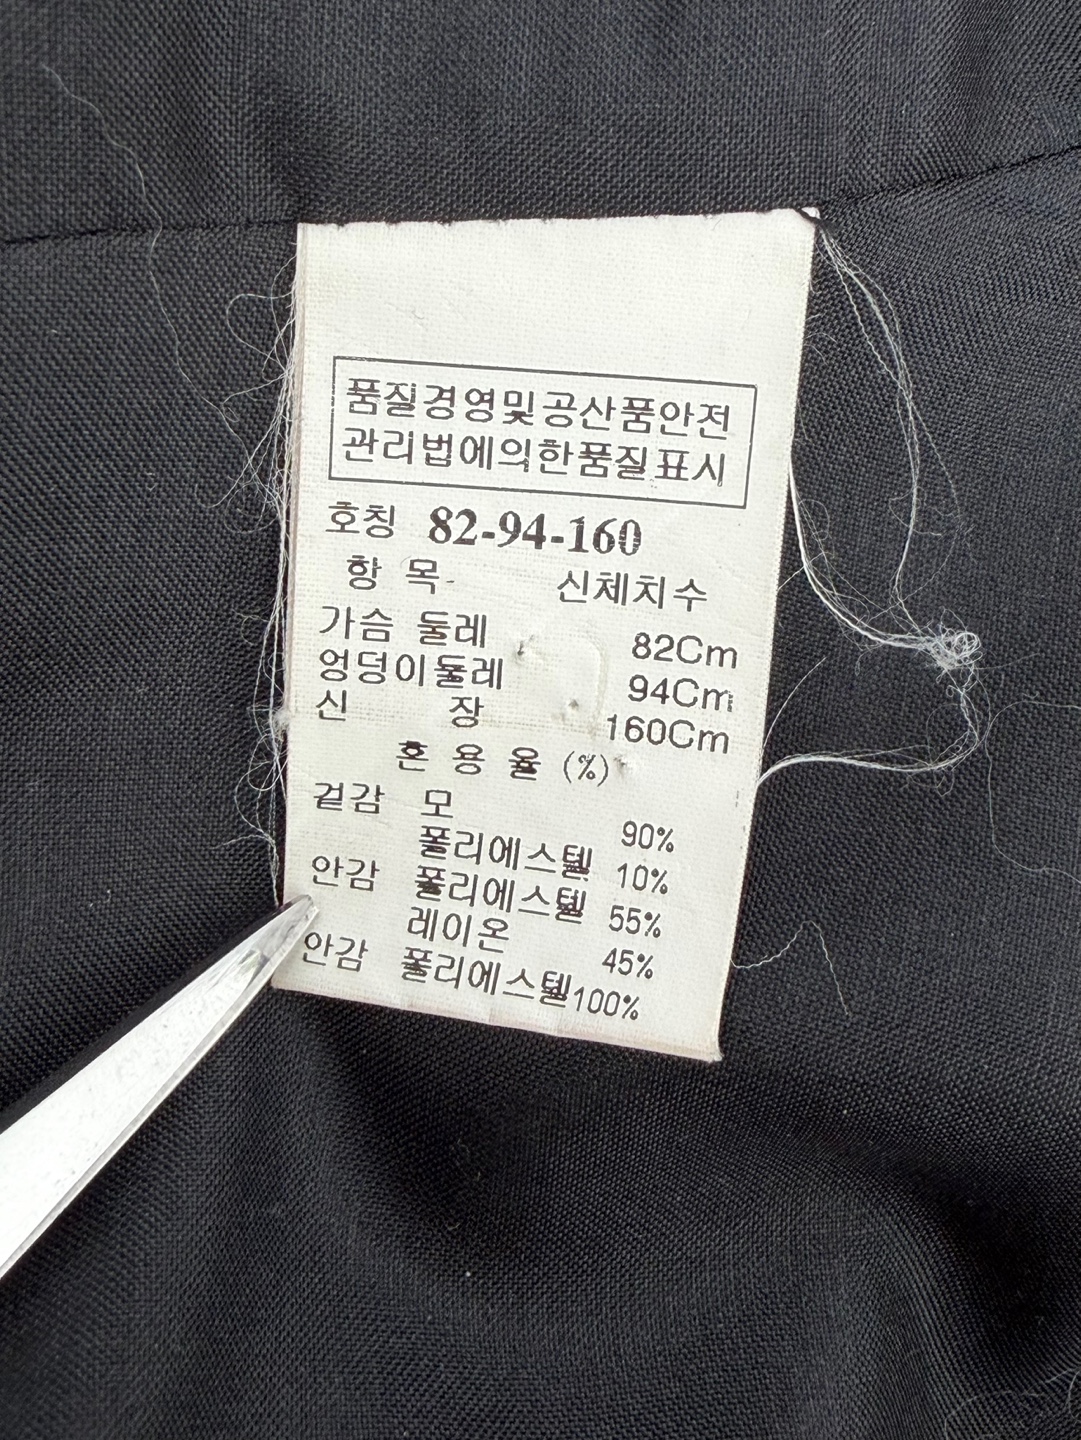 품질경영및공산품안전
관리법에의한품질표시
호칭 82-94-160
항 목 신체치수
가슴 둘레 82Cm
엉덩이둘레 94Cm
신 장 160Cm
혼 용 율 (%)
겉감 모 90%
폴리에스텔 10%
안감 폴리에스텔 55%
레이온 45%
안감 폴리에스텔 100%